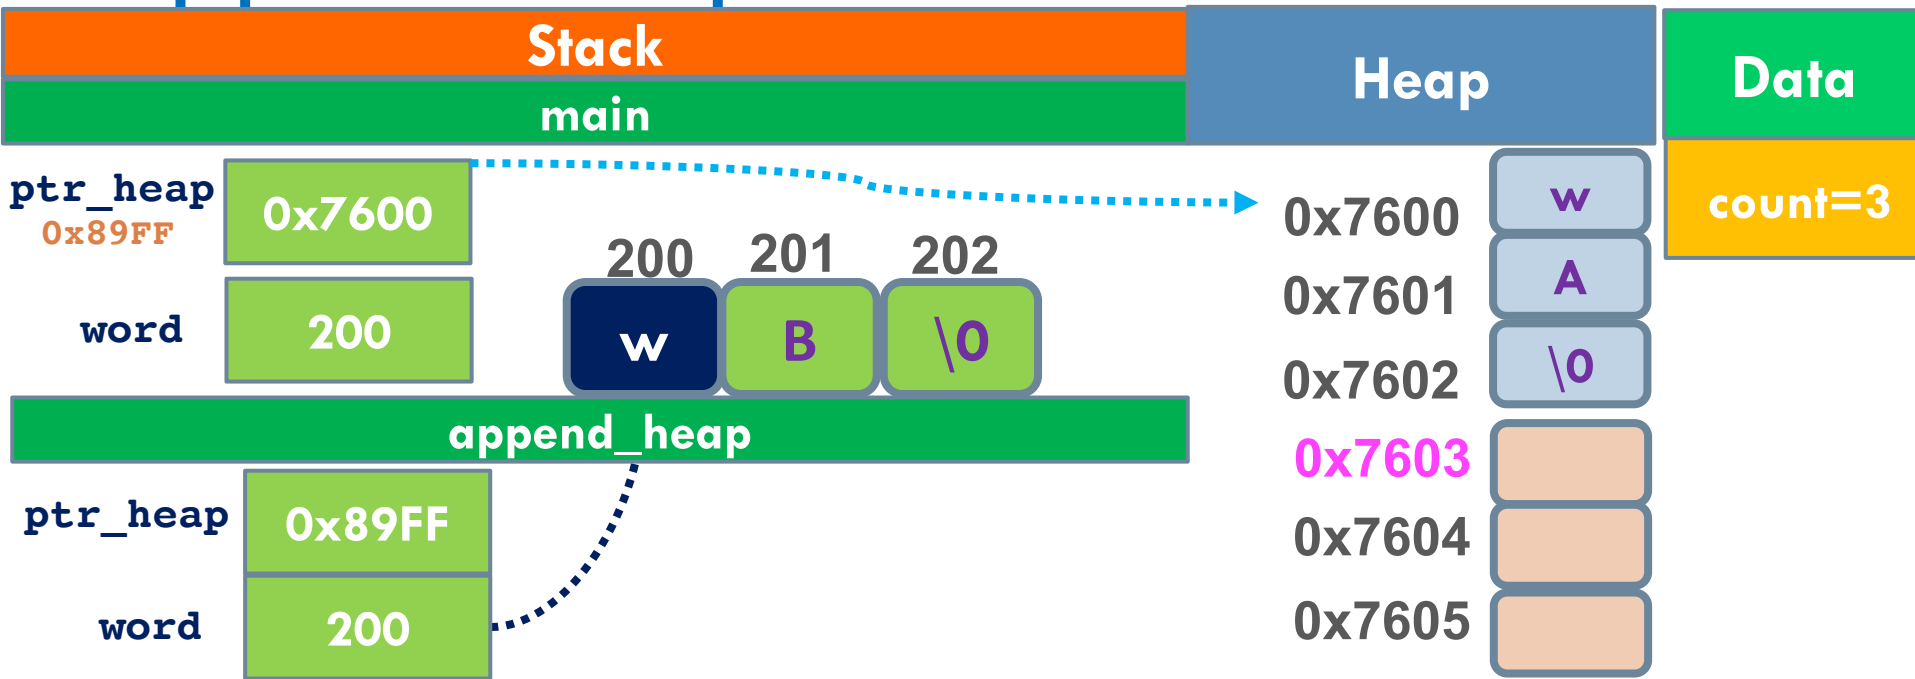 Stack
Heap
Data
main
ptr_heap
0x89FF
0x7600
0x7600
w
count=3
word
200
200
201
202
w
B
\0
0x7601
A
0x7602
\0
append_heap
0x7603
ptr_heap
0x89FF
0x7604
word
200
0x7605